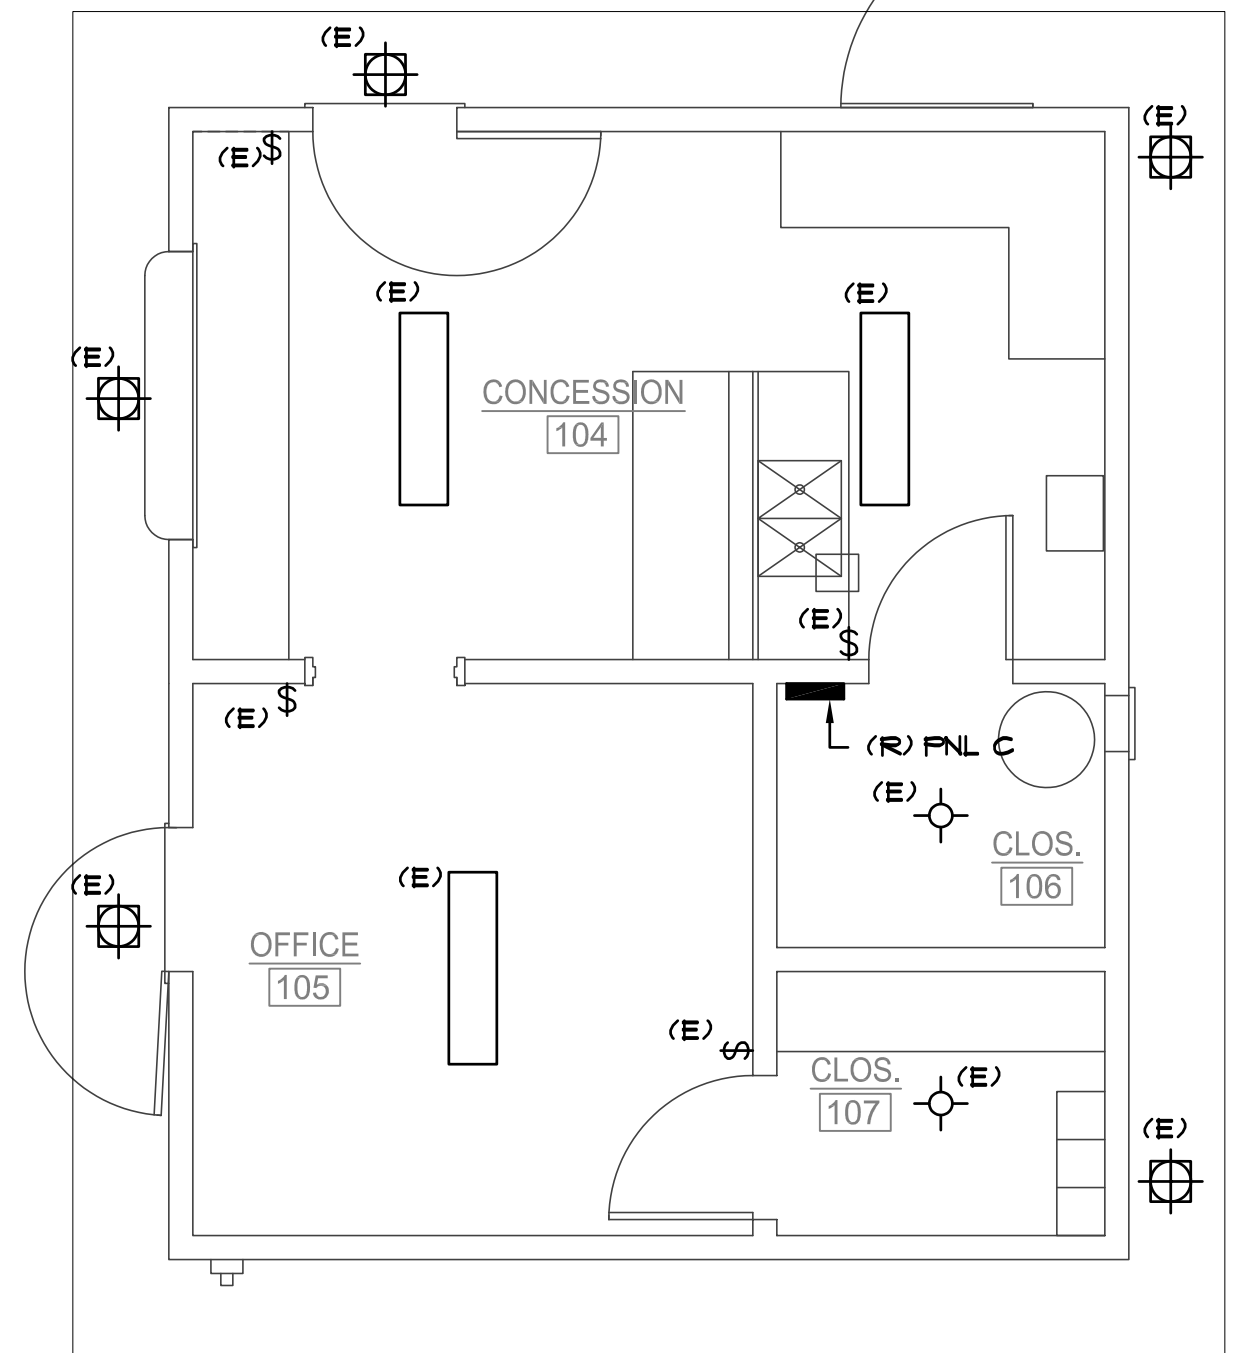 (E)
(E)
(E) $
(E)
(E)
(E)
CONCESSION
104
(E) $
(E) $
(R) PNL C
(E)
CLOS.
106
(E)
(E)
OFFICE
105
(E) $
CLOS.
107
(E)
(E)